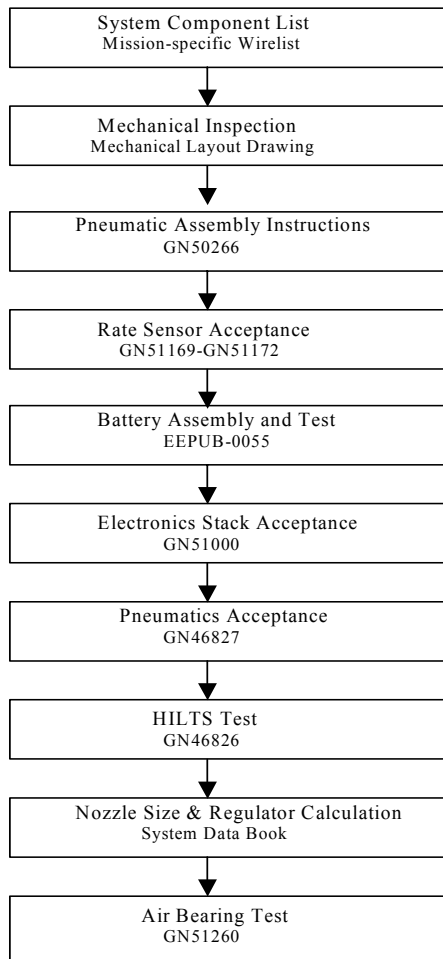 System Component List
Mission-specific Wirelist
Mechanical Inspection
Mechanical Layout Drawing
Pneumatic Assembly Instructions
GN50266
Rate Sensor Acceptance
GN51169-GN51172
Battery Assembly and Test
EEPUB-0055
Electronics Stack Acceptance
GN51000
Pneumatics Acceptance
GN46827
HILTS Test
GN46826
Nozzle Size & Regulator Calculation
System Data Book
Air Bearing Test
GN51260